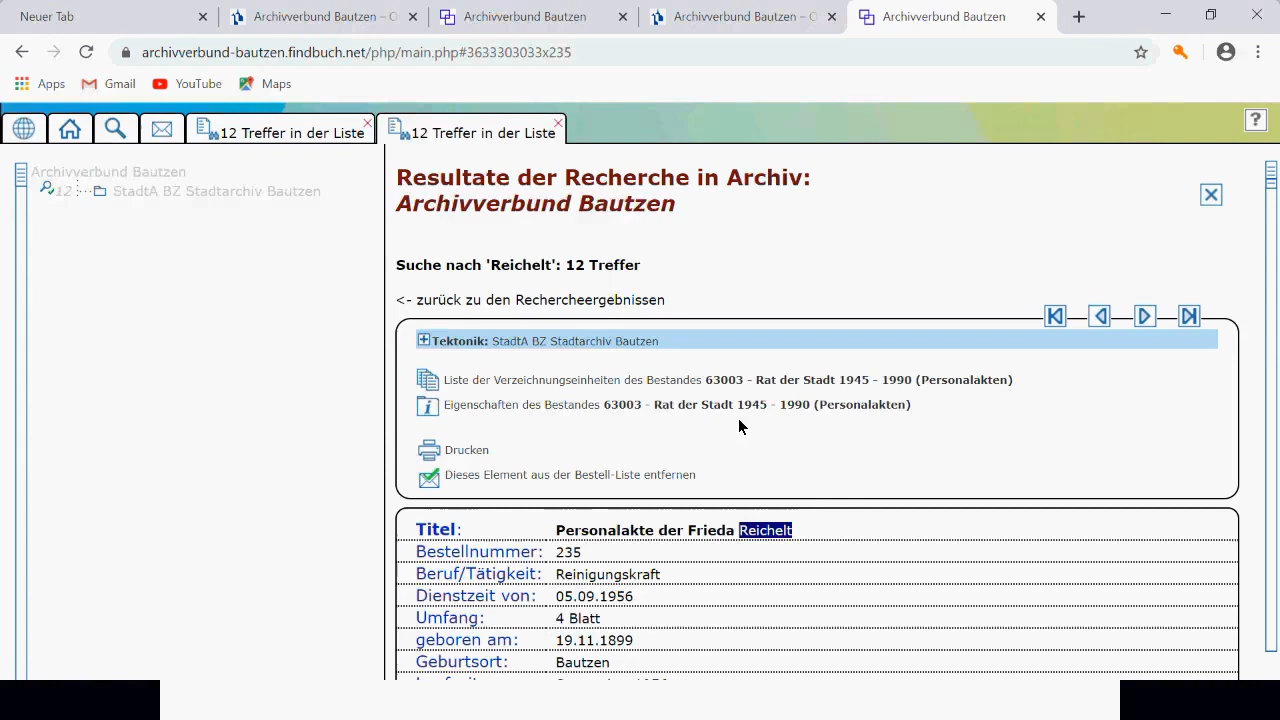 Neuer Tab
Archivverbund Bautzen – O
Archivverbund Bautzen
Archivverbund Bautzen – O
Archivverbund Bautzen
archivverbund-bautzen.findbuch.net/php/main.php#3633303033x235
Apps Gmail YouTube Maps
12 Treffer in der Liste
12 Treffer in der Liste
?
Archivverbund Bautzen
12 StadtA BZ Stadtarchiv Bautzen
Resultate der Recherche in Archiv:
Archivverbund Bautzen
Suche nach 'Reichelt': 12 Treffer
<- zurück zu den Rechercheergebnissen
Tektonik: StadtA BZ Stadtarchiv Bautzen
Liste der Verzeichnungseinheiten des Bestandes 63003 - Rat der Stadt 1945 - 1990 (Personalakten)
Eigenschaften des Bestandes 63003 - Rat der Stadt 1945 - 1990 (Personalakten)
Drucken
Dieses Element aus der Bestell-Liste entfernen
Titel: Personalakte der Frieda Reichelt
Bestellnummer: 235
Beruf/Tätigkeit: Reinigungskraft
Dienstzeit von: 05.09.1956
Umfang: 4 Blatt
geboren am: 19.11.1899
Geburtsort: Bautzen